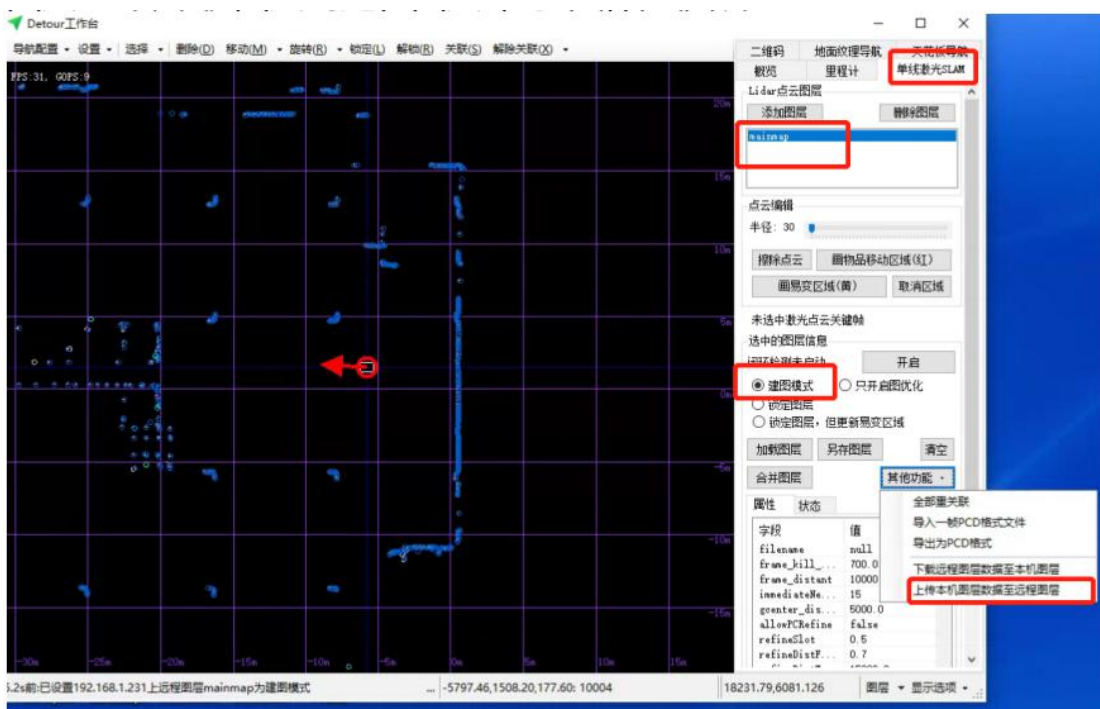 Detour工作台
导航配置 设置 选择 删除(D) 移动(M) 旋转(R) 锁定(L) 解锁(R) 关联(S) 解除关联(X)
FPS:31, GOPS:9
20m
15m
10m
5m
0m
-5m
-10m
-15m
-30m -25m -20m -15m -10m -5m 0m 5m 10m 15m
二维码 地面纹理导航 天花板导航
概览 里程计 单线激光SLAM
Lidar点云图层
添加图层 删除图层
mainmap
点云编辑
半径: 30
擦除点云 画物品移动区域(红)
画易变区域(黄) 取消区域
未选中激光点云关键帧
选中的图层信息
闭环检测未启动 开启
建图模式 只开启图优化
锁定图层
锁定图层，但更新易变区域
加载图层 另存图层 清空
合并图层 其他功能
属性 状态
全部重关联
导入一帧PCD格式文件
导出为PCD格式
下载远程图层数据至本机图层
上传本机图层数据至远程图层
字段 值
filename null
frame_kill_... 700.0
frame_distant 10000
immediateNe... 15
gcenter_dis... 5000.0
allowPCRefine false
refineSlot 0.5
refineDistF... 0.7
5.2s前:已设置192.168.1.231上远程图层mainmap为建图模式 ... -5797.46,1508.20,177.60: 10004 18231.79,6081.126 图层 显示选项